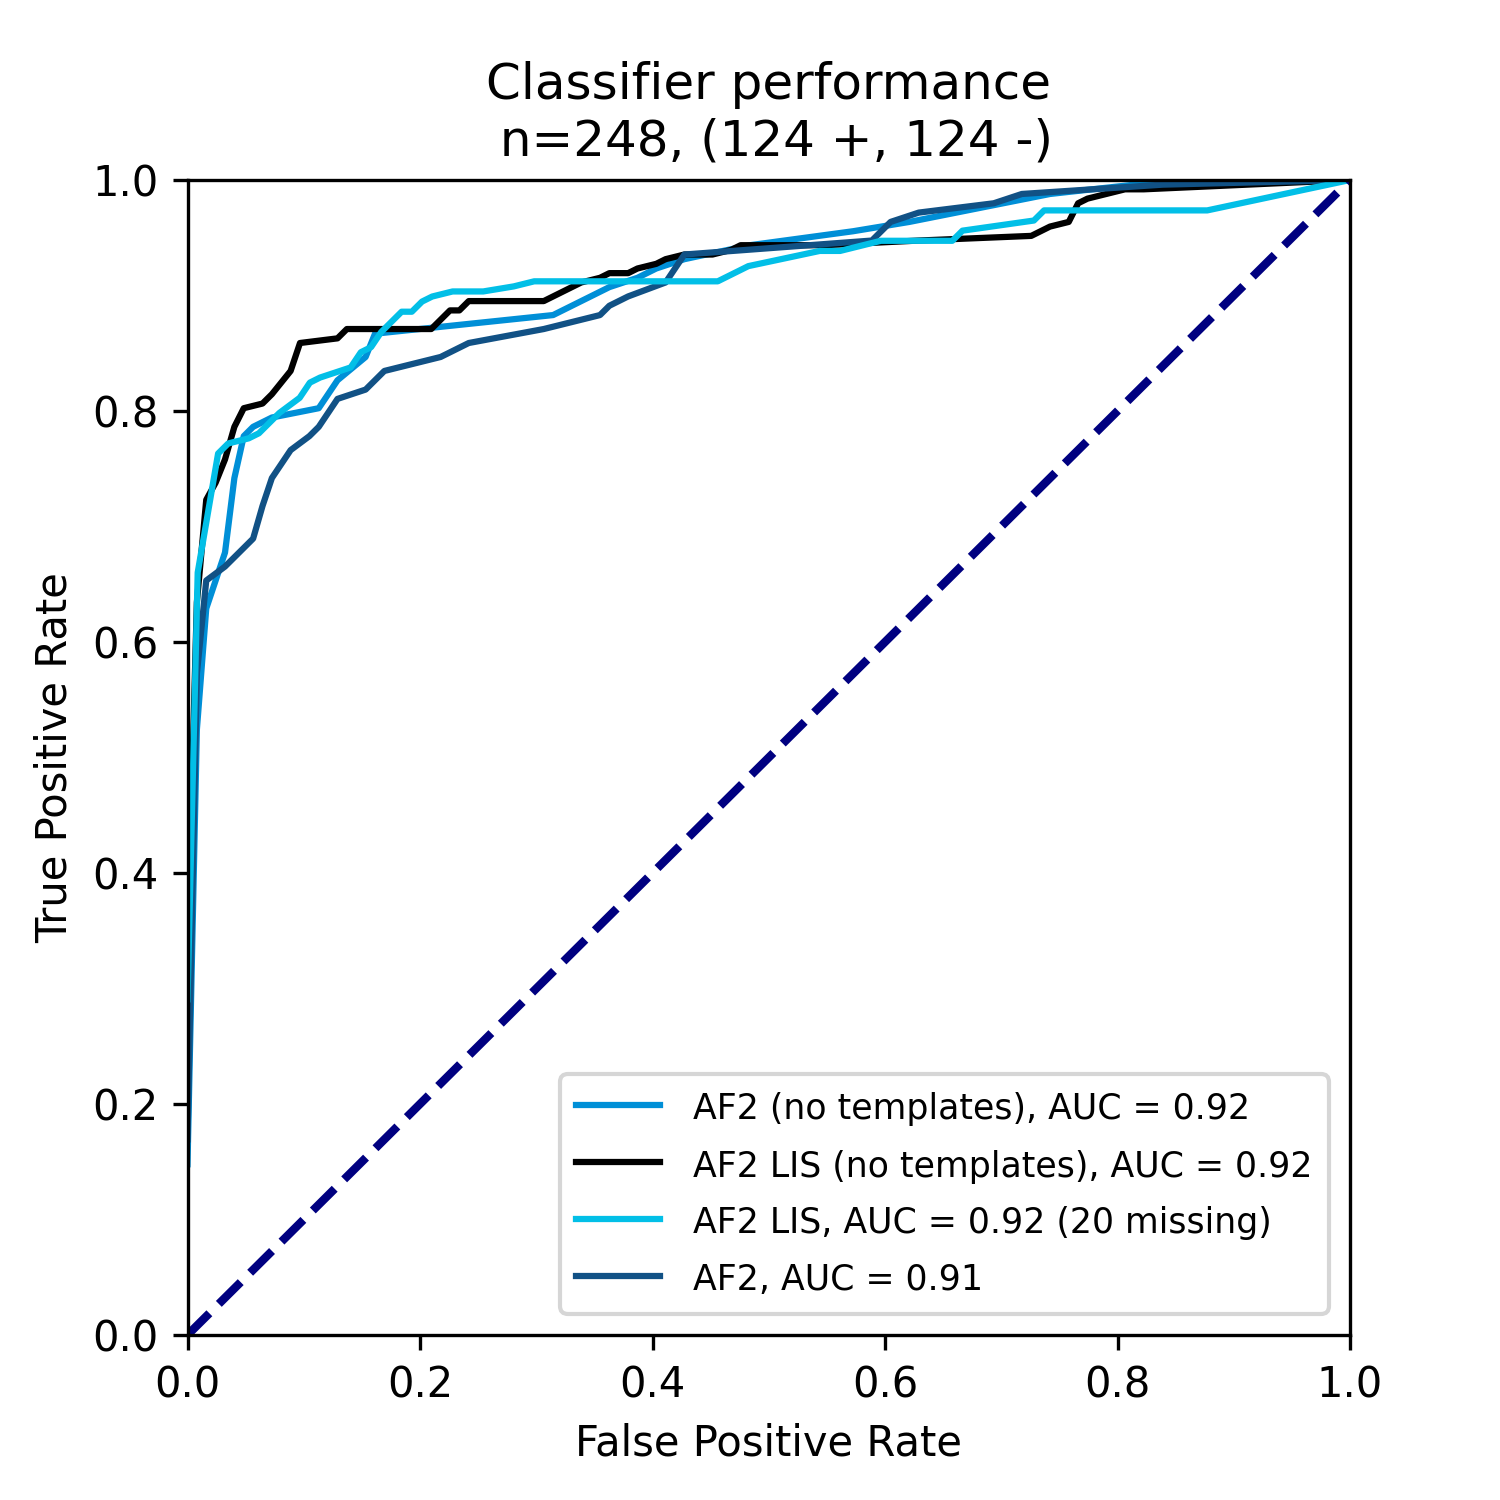 Classifier performance
n=248, (124 +, 124 -)
1.0
0.8
0.6
0.4
0.2
0.0
True Positive Rate
AF2 (no templates), AUC = 0.92
AF2 LIS (no templates), AUC = 0.92
AF2 LIS, AUC = 0.92 (20 missing)
AF2, AUC = 0.91
0.0 0.2 0.4 0.6 0.8 1.0
False Positive Rate